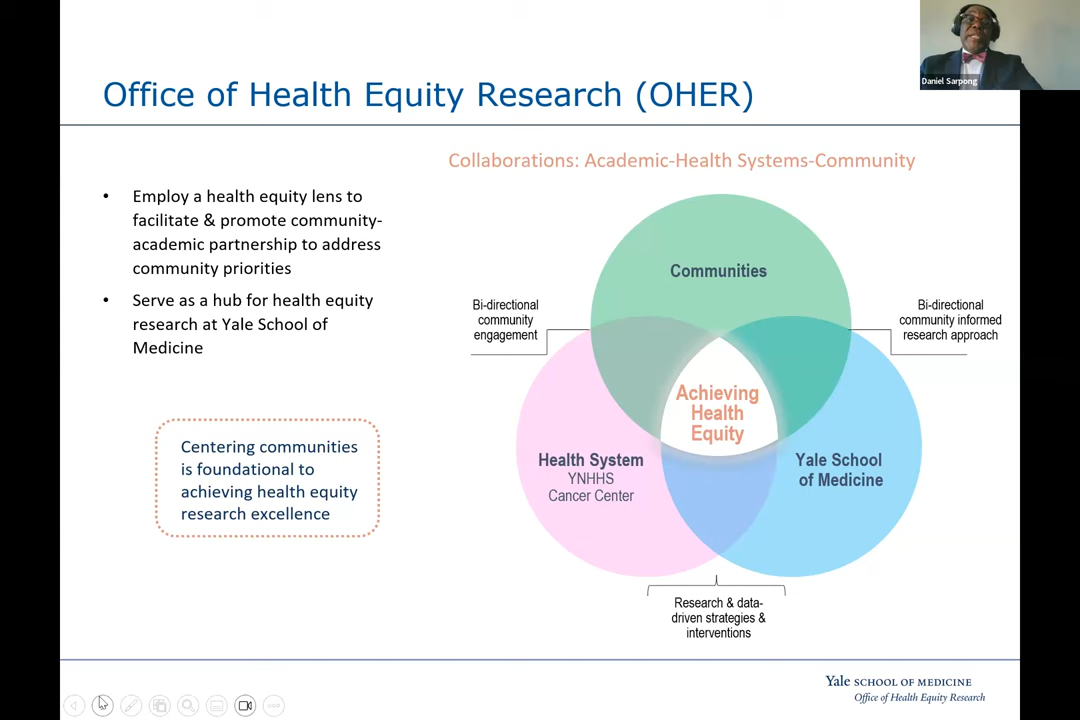 Daniel Sarpong
Office of Health Equity Research (OHER)
Collaborations: Academic-Health Systems-Community
• Employ a health equity lens to
facilitate & promote community-
academic partnership to address
community priorities
• Serve as a hub for health equity
research at Yale School of
Medicine
Centering communities
is foundational to
achieving health equity
research excellence
Communities
Bi-directional
community
engagement
Bi-directional
community informed
research approach
Achieving
Health
Equity
Health System
YNHHS
Cancer Center
Yale School
of Medicine
Research & data-
driven strategies &
interventions
Yale SCHOOL OF MEDICINE
Office of Health Equity Research